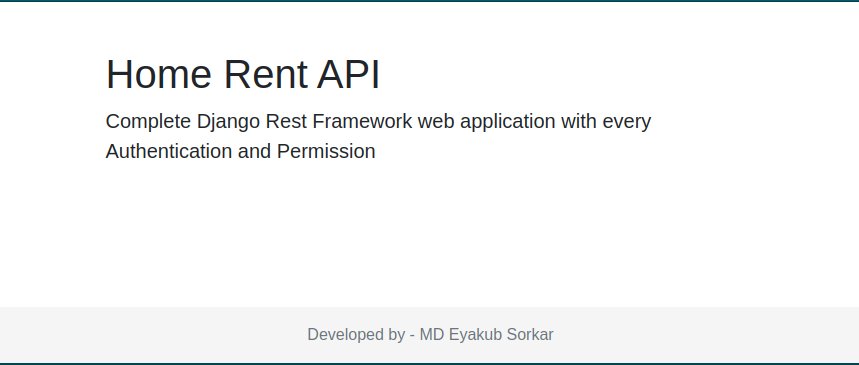 Home Rent API
Complete Django Rest Framework web application with every
Authentication and Permission
Developed by - MD Eyakub Sorkar